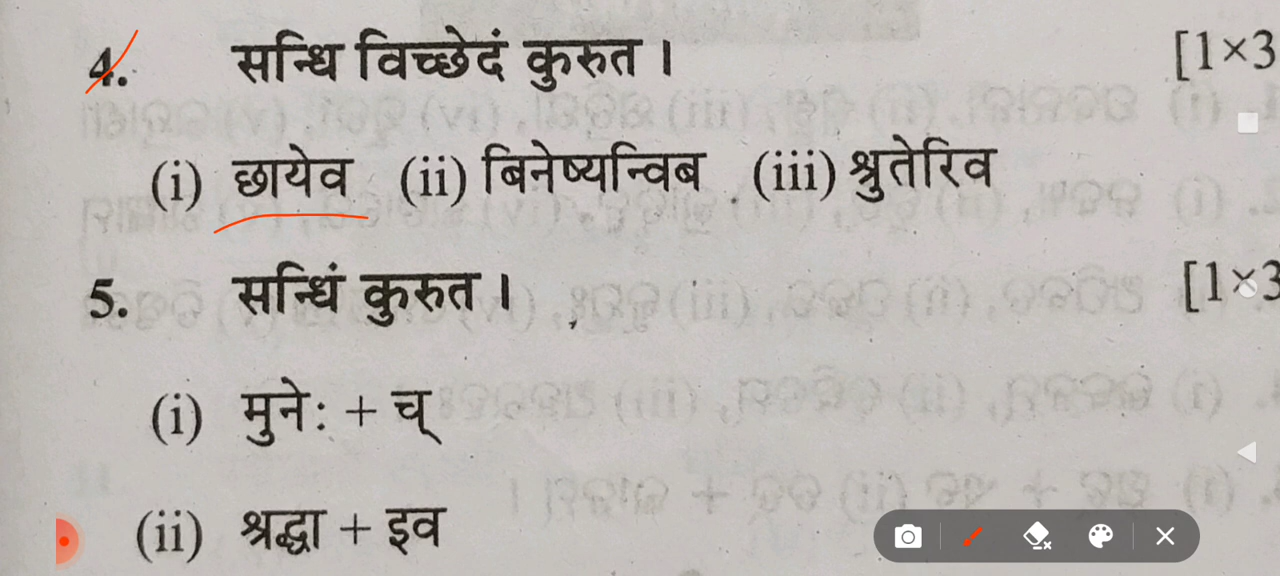 4. सन्धि विच्छेदं कुरुत । [1×3
(i) छायेव (ii) बिनेष्यन्विब (iii) श्रुतेरिव
5. सन्धिं कुरुत । [1×3
(i) मुनेः + च्
(ii) श्रद्धा + इव